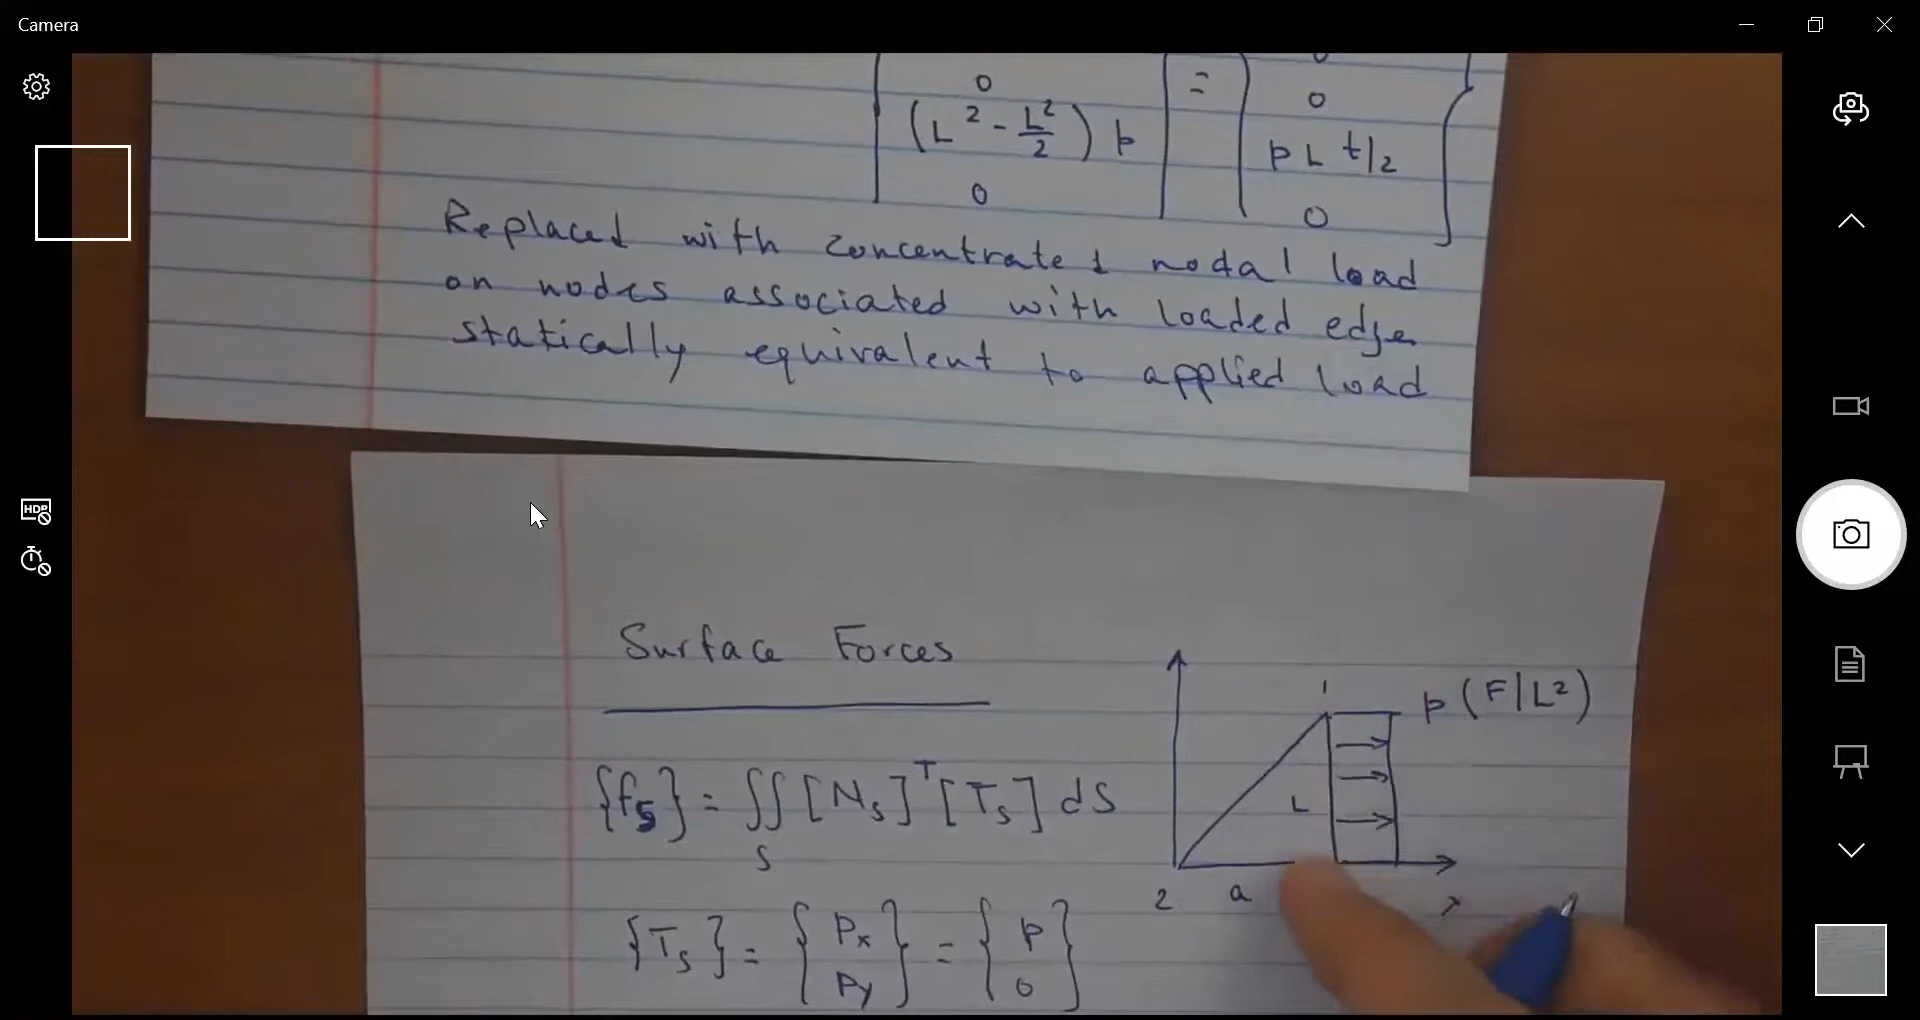 Camera
0
(L² - L²/2) p
0
=
0
p L t/2
0
Replaced with concentrated nodal load
on nodes associated with loaded edge
statically equivalent to applied load
Surface Forces
{fs} = ∬ [Ns]ᵀ [Ts] dS
S
{Ts} = {px py} = {p 0}
1
p (F/L²)
L
2 a
HDR